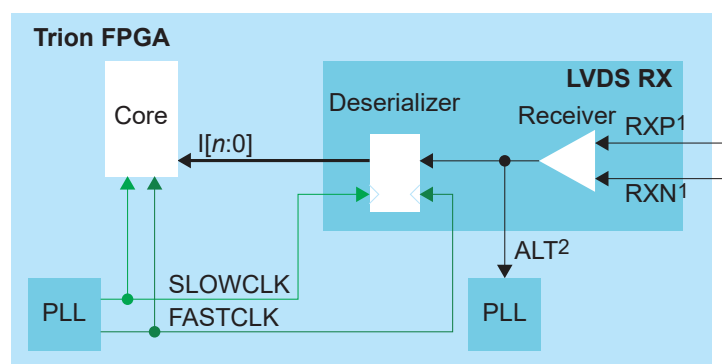 Trion FPGA
LVDS RX
Core
Deserializer
Receiver
RXP1
I[n:0]
RXN1
ALT2
SLOWCLK
PLL
FASTCLK
PLL